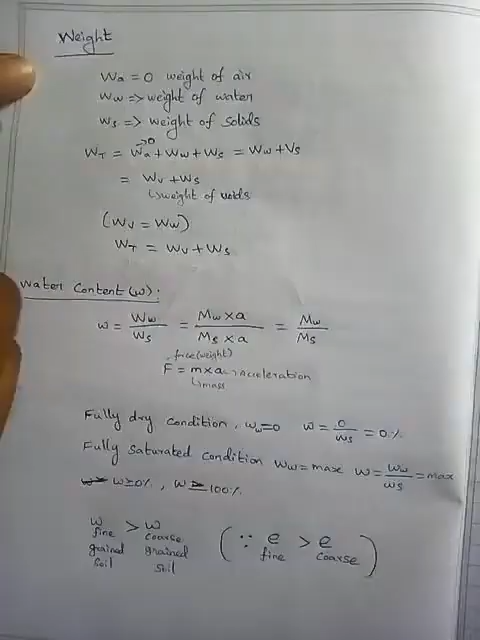 Weight
Wa = 0 weight of air
Ww => weight of water
Ws => weight of solids
WT = Wa→0 + Ww + Ws = Ww + Vs
= Wv + Ws
↳weight of voids
(Wv = Ww)
WT = Wv + Ws
Water Content (w) :
w = Ww/Ws = Mw x a/Ms x a = Mw/Ms
force (weight)
F = m x a ↳ Acceleration
↳mass
Fully dry condition, ww=0 w = 0/ws = 0%
Fully saturated condition Ww = max w = Ww/ws = max
w ≥ 0%, w ≥ 100%
w fine grained soil > w coarse grained soil (∵ e fine > e coarse)